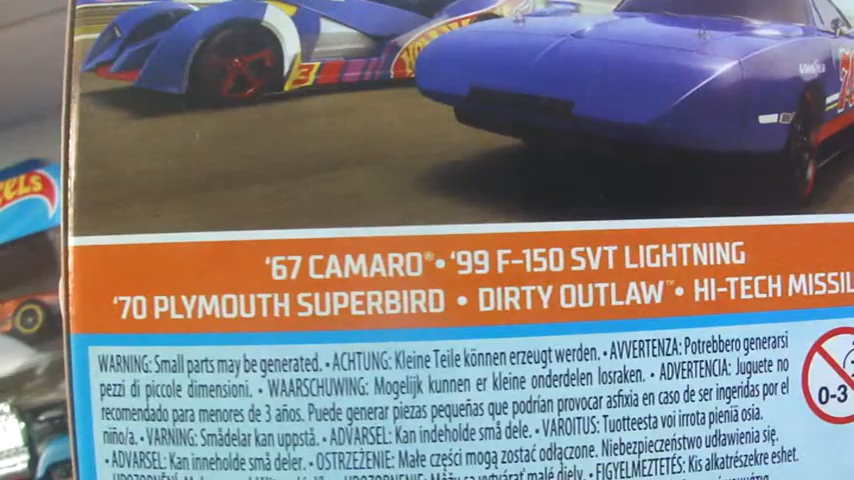 '67 CAMARO® • '99 F-150 SVT LIGHTNING
'70 PLYMOUTH SUPERBIRD • DIRTY OUTLAW™ • HI-TECH MISSIL
WARNING: Small parts may be generated. • ACHTUNG: Kleine Teile können erzeugt werden. • AVVERTENZA: Potrebbero generarsi
pezzi di piccole dimensioni. • WAARSCHUWING: Mogelijk kunnen er kleine onderdelen losraken. • ADVERTENCIA: Juguete no
recomendado para menores de 3 años. Puede generar piezas pequeñas que podrían provocar asfixia en caso de ser ingeridas por el
niño/a. • VARNING: Smådelar kan uppstå. • ADVARSEL: Kan indeholde små dele. • VAROITUS: Tuotteesta voi irrota pieniä osia.
• ADVARSEL: Kan inneholde små deler. • OSTRZEŻENIE: Małe części mogą zostać odłączone. Niebezpieczeństwo udławienia się.
• FIGYELMEZTETÉS: Kis alkatrészekre eshet.
0-3